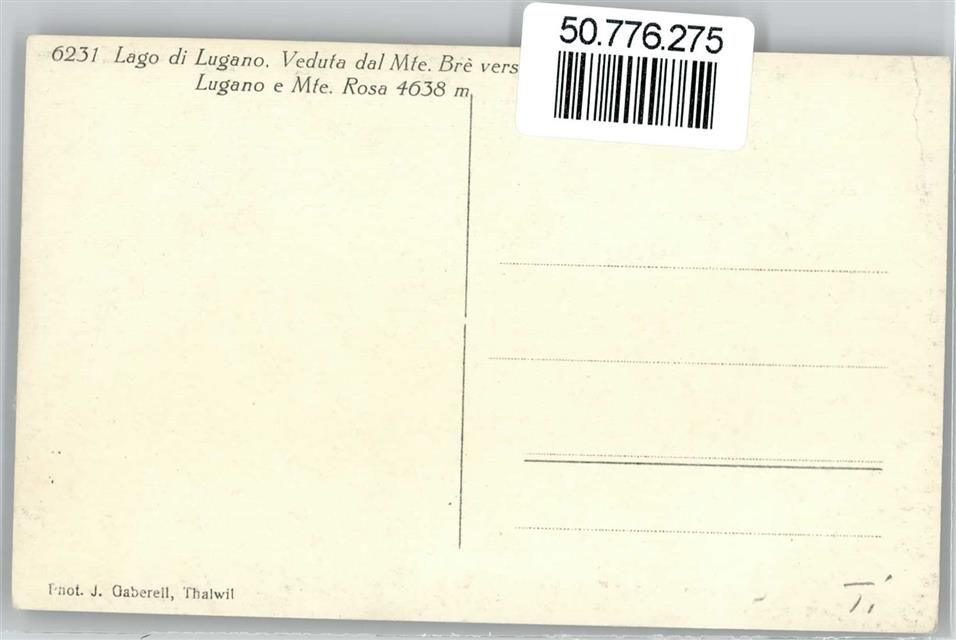 50.776.275
6231 Lago di Lugano. Veduta dal Mte. Brè vers
Lugano e Mte. Rosa 4638 m.
Phot. J. Gaberell, Thalwil
Ti